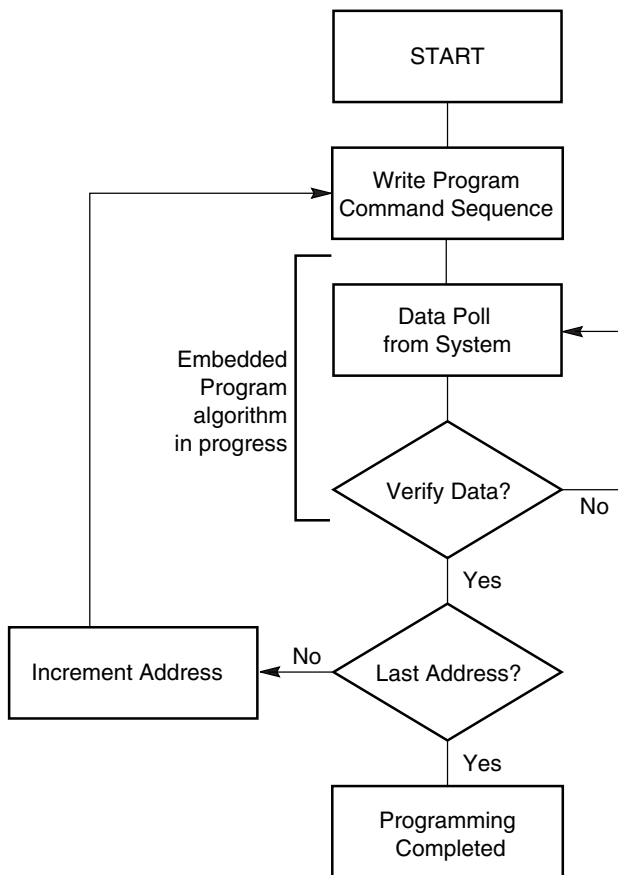 START
Write Program
Command Sequence
Data Poll
from System
Embedded
Program
algorithm
in progress
Verify Data?
No
Yes
Increment Address
No
Last Address?
Yes
Programming
Completed